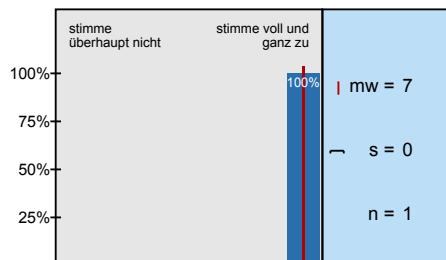 stimme
überhaupt nicht
stimme voll und
ganz zu
100%
75%
50%
25%
100%
mw = 7
s = 0
n = 1